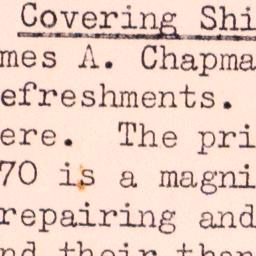 Covering Shi
mes A. Chapma
efreshments.
ere.  The pri
70 is a magni
repairing and
nd their than